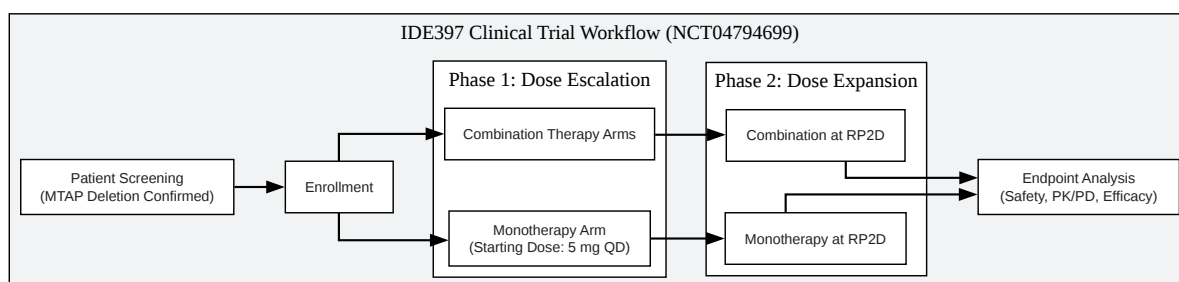 IDE397 Clinical Trial Workflow (NCT04794699)
Phase 1: Dose Escalation
Phase 2: Dose Expansion
Combination Therapy Arms
Combination at RP2D
Patient Screening
(MTAP Deletion Confirmed)
Enrollment
Endpoint Analysis
(Safety, PK/PD, Efficacy)
Monotherapy Arm
(Starting Dose: 5 mg QD)
Monotherapy at RP2D